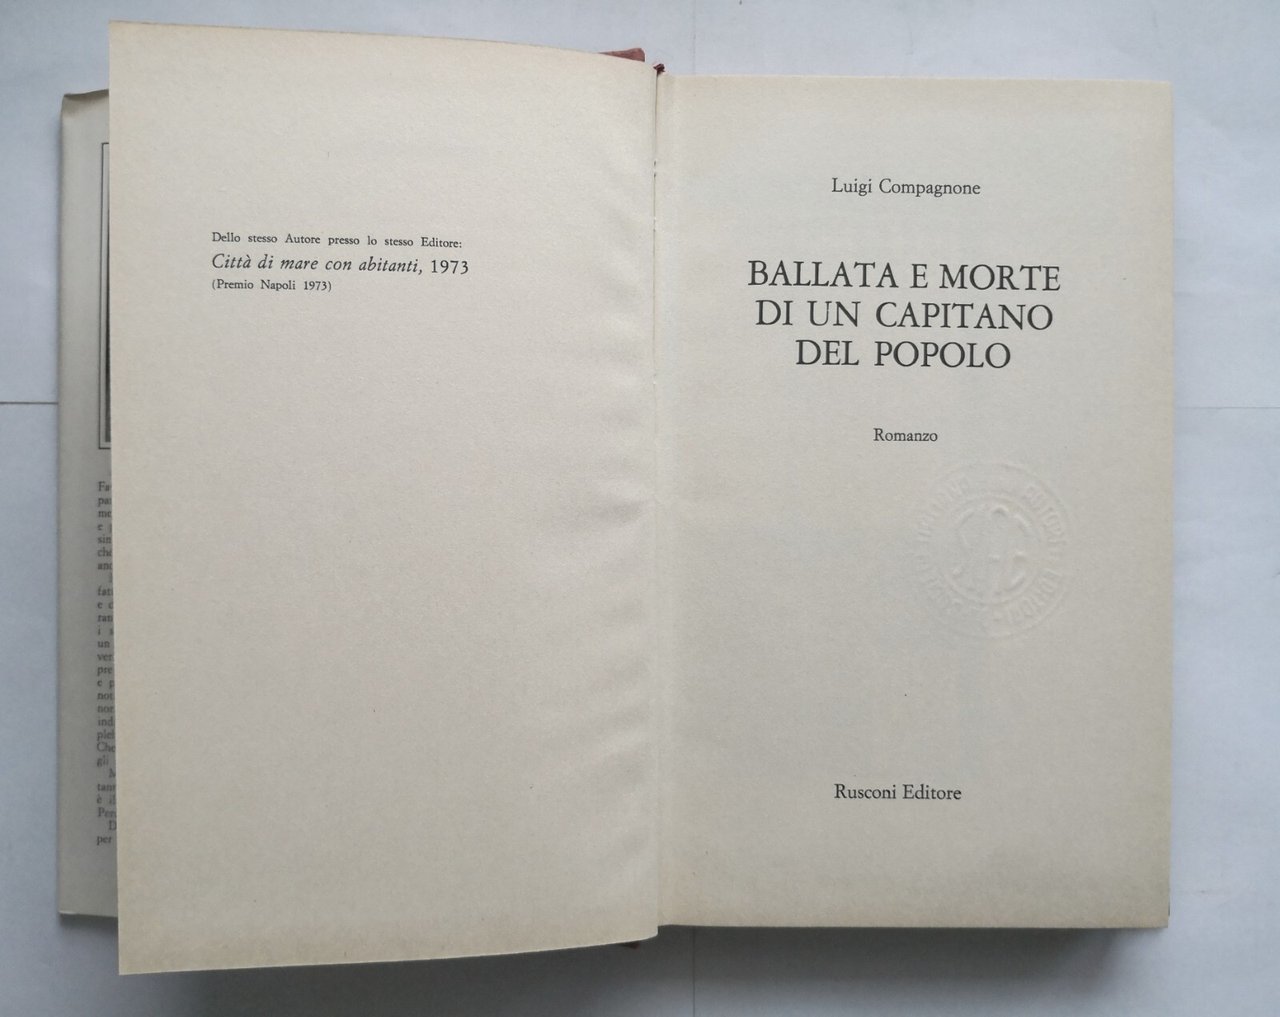 Dello stesso Autore presso lo stesso Editore:
Città di mare con abitanti, 1973
(Premio Napoli 1973)
Luigi Compagnone
BALLATA E MORTE
DI UN CAPITANO
DEL POPOLO
Romanzo
Rusconi Editore